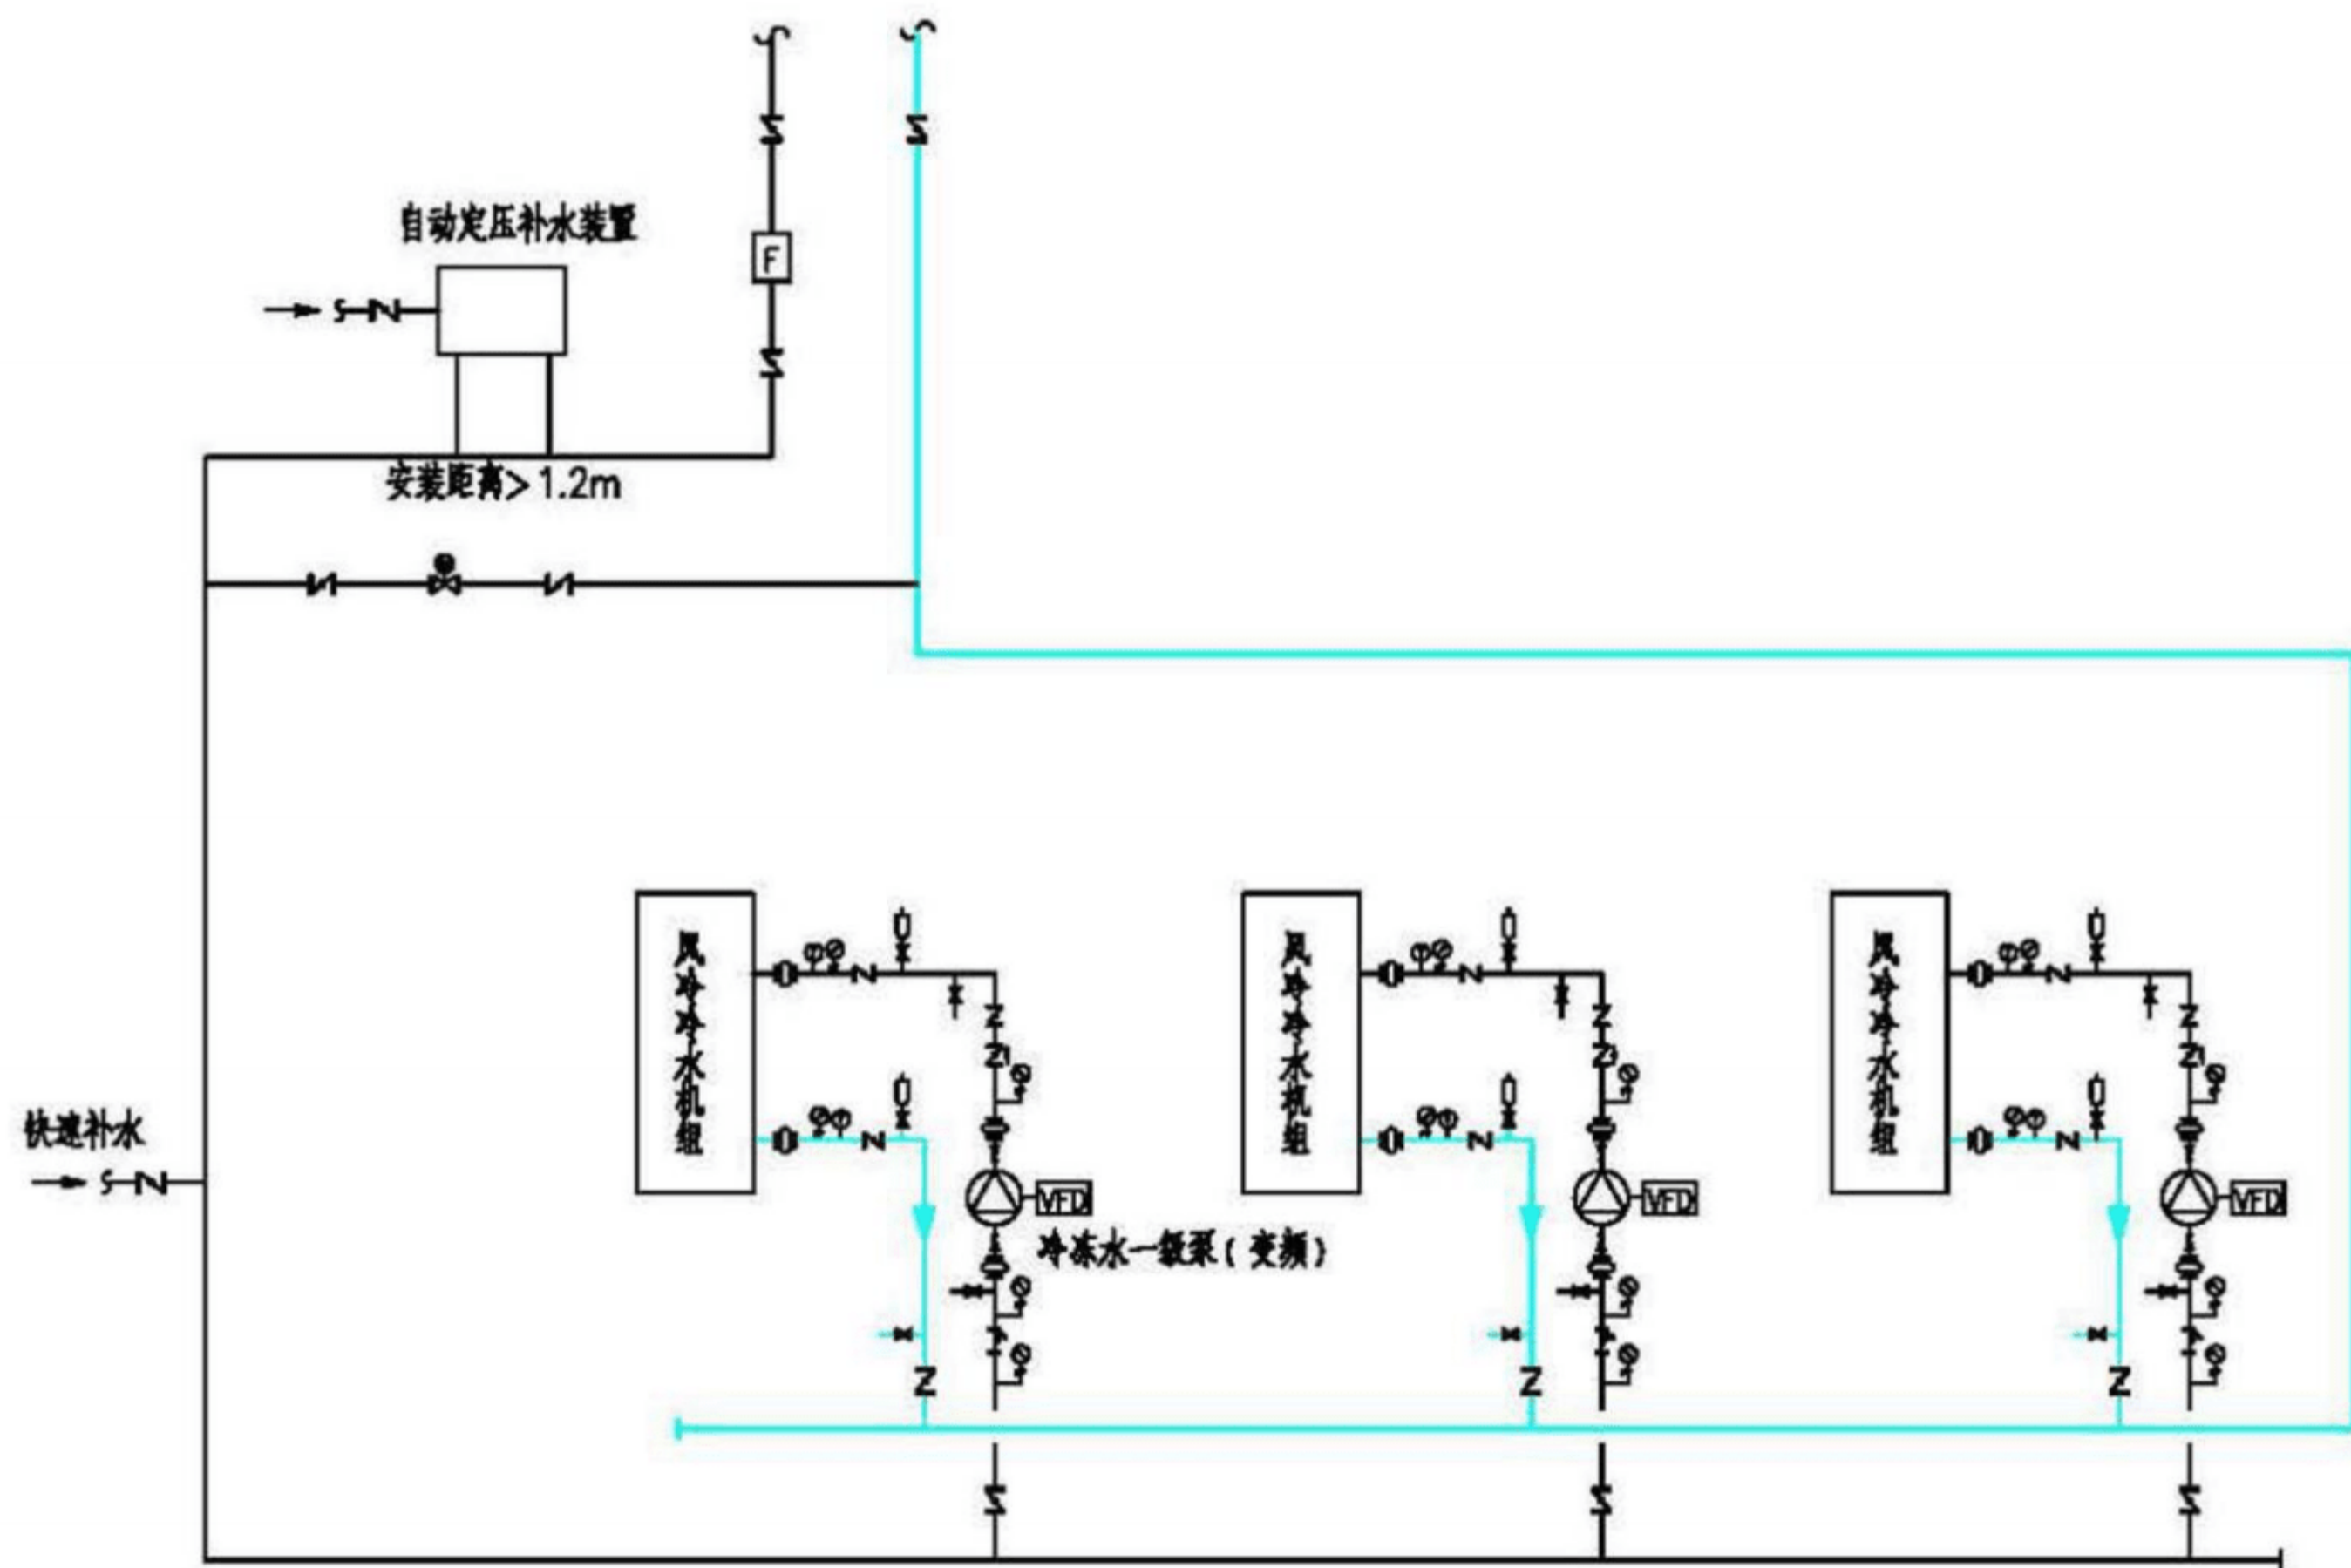 自动定压补水装置
F
安装距离>1.2m
风冷冷水机组
风冷冷水机组
风冷冷水机组
快速补水
VFD
VFD
VFD
冷冻水一级泵(变频)